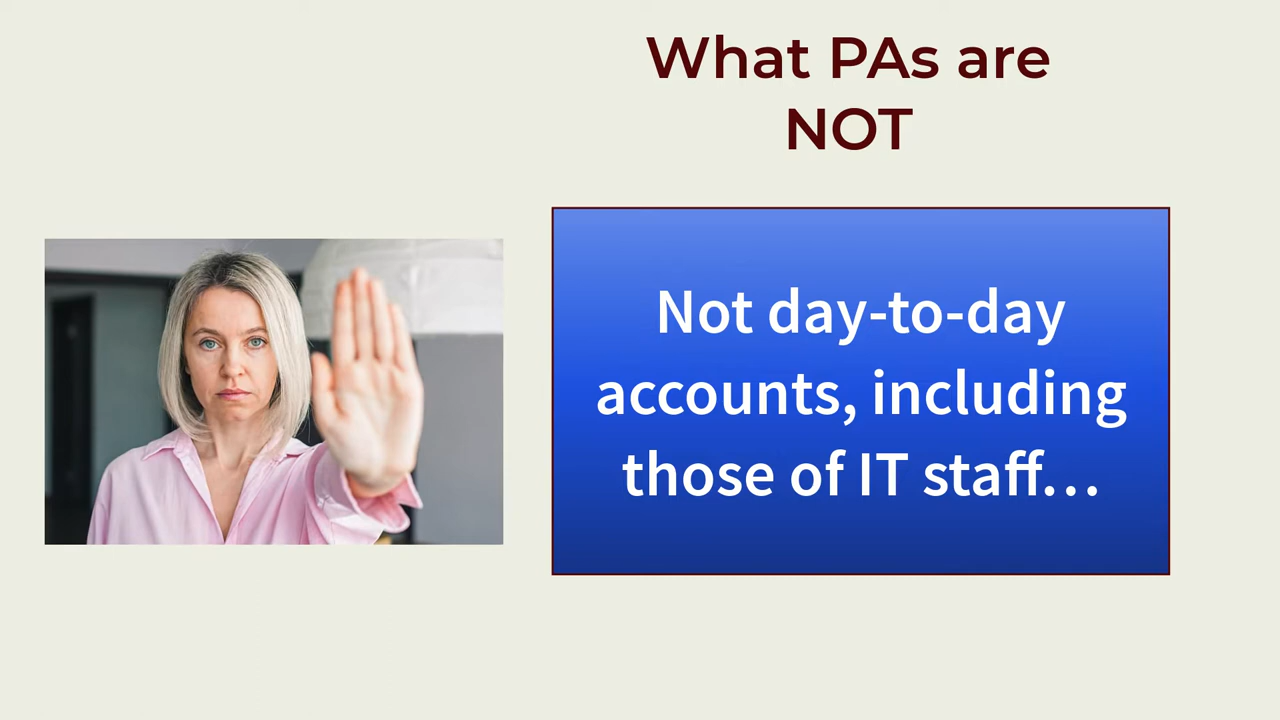 What PAs are
NOT
Not day-to-day
accounts, including
those of IT staff…